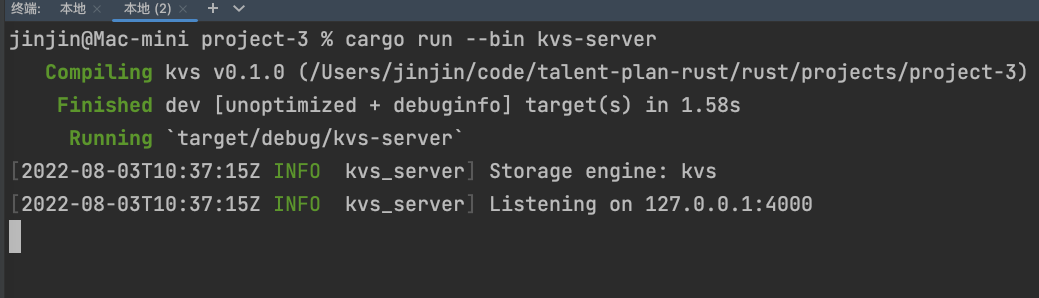 终端: 本地 × 本地 (2) × +
jinjin@Mac-mini project-3 % cargo run --bin kvs-server
Compiling kvs v0.1.0 (/Users/jinjin/code/talent-plan-rust/rust/projects/project-3)
Finished dev [unoptimized + debuginfo] target(s) in 1.58s
Running `target/debug/kvs-server`
[2022-08-03T10:37:15Z INFO  kvs_server] Storage engine: kvs
[2022-08-03T10:37:15Z INFO  kvs_server] Listening on 127.0.0.1:4000